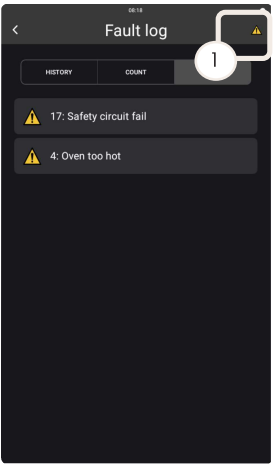 08:18
Fault log
1
HISTORY COUNT
17: Safety circuit fail
4: Oven too hot